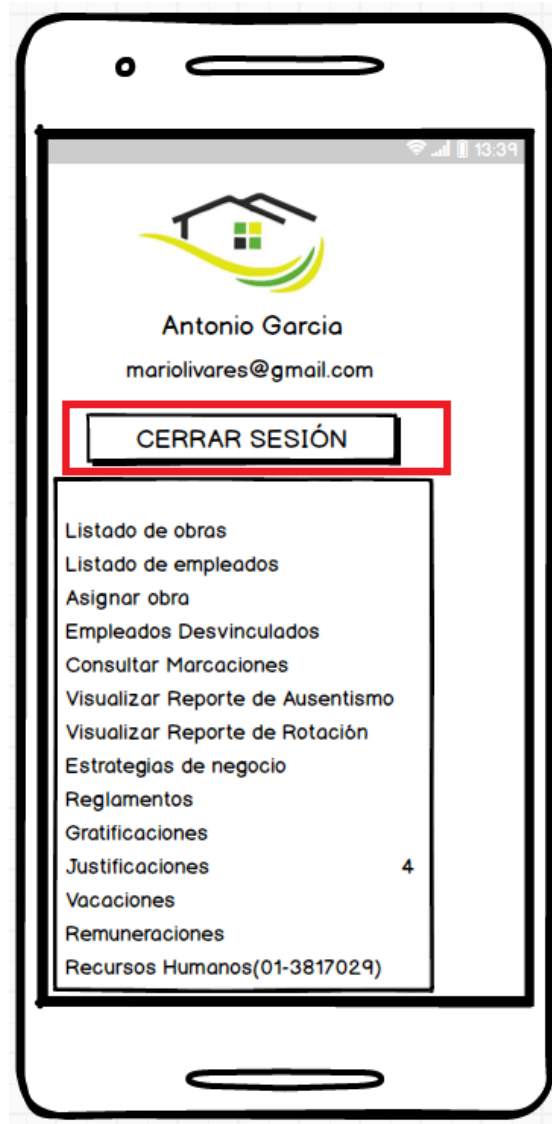 13:39
Antonio Garcia
mariolivares@gmail.com
CERRAR SESIÓN
Listado de obras
Listado de empleados
Asignar obra
Empleados Desvinculados
Consultar Marcaciones
Visualizar Reporte de Ausentismo
Visualizar Reporte de Rotación
Estrategias de negocio
Reglamentos
Gratificaciones
Justificaciones 4
Vacaciones
Remuneraciones
Recursos Humanos(01-3817029)